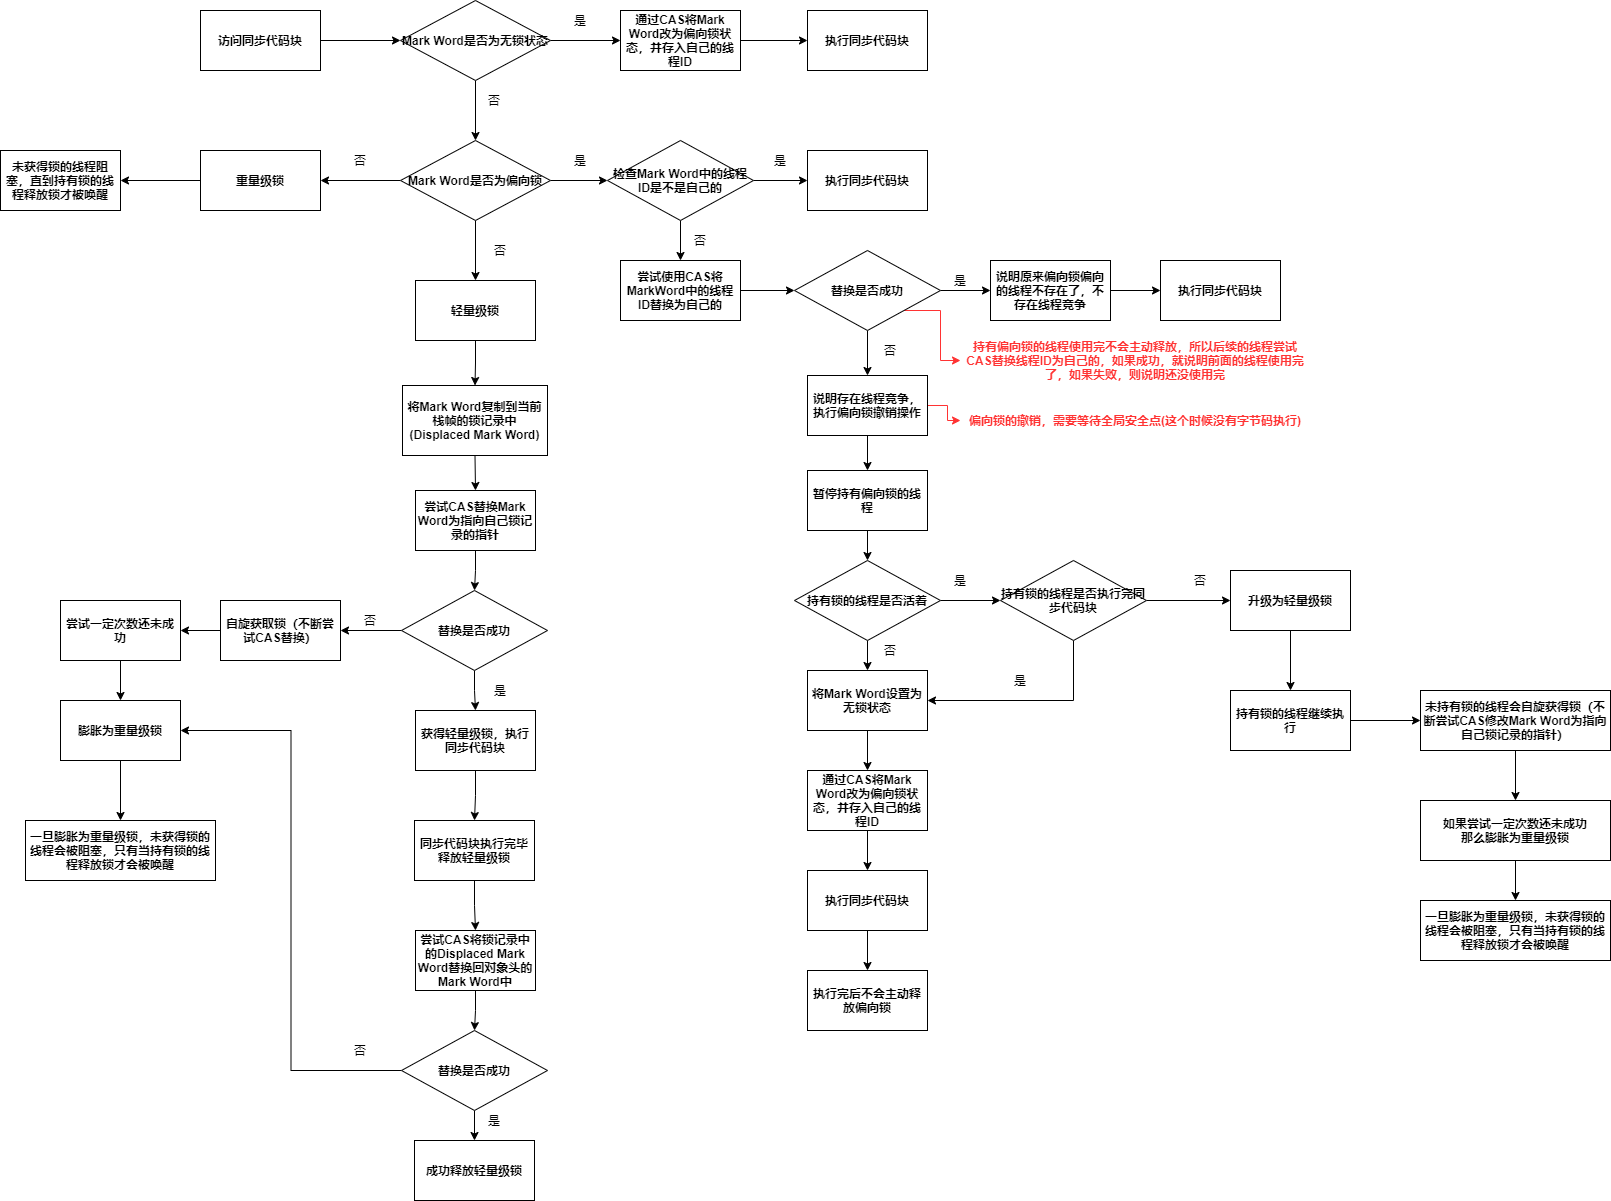 访问同步代码块
Mark Word是否为无锁状态
是
通过CAS将Mark
Word改为偏向锁状
态，并存入自己的线
程ID
执行同步代码块
否
未获得锁的线程阻
塞，直到持有锁的线
程释放锁才被唤醒
重量级锁
否
Mark Word是否为偏向锁
是
检查Mark Word中的线程
ID是不是自己的
是
执行同步代码块
否
否
轻量级锁
尝试使用CAS将
MarkWord中的线程
ID替换为自己的
替换是否成功
是
说明原来偏向锁偏向
的线程不存在了，不
存在线程竞争
执行同步代码块
否
持有偏向锁的线程使用完不会主动释放，所以后续的线程尝试
CAS替换线程ID为自己的，如果成功，就说明前面的线程使用完
了，如果失败，则说明还没使用完
将Mark Word复制到当前
栈帧的锁记录中
(Displaced Mark Word)
说明存在线程竞争，
执行偏向锁撤销操作
偏向锁的撤销，需要等待全局安全点(这个时候没有字节码执行)
尝试CAS替换Mark
Word为指向自己锁记
录的指针
暂停持有偏向锁的线
程
尝试一定次数还未成
功
自旋获取锁（不断尝
试CAS替换）
否
替换是否成功
是
持有锁的线程是否活着
是
持有锁的线程是否执行完同
步代码块
否
升级为轻量级锁
否
是
膨胀为重量级锁
获得轻量级锁，执行
同步代码块
将Mark Word设置为
无锁状态
持有锁的线程继续执
行
未持有锁的线程会自旋获得锁（不
断尝试CAS修改Mark Word为指向
自己锁记录的指针）
一旦膨胀为重量级锁，未获得锁的
线程会被阻塞，只有当持有锁的线
程释放锁才会被唤醒
同步代码块执行完毕
释放轻量级锁
通过CAS将Mark
Word改为偏向锁状
态，并存入自己的线
程ID
如果尝试一定次数还未成功
那么膨胀为重量级锁
尝试CAS将锁记录中
的Displaced Mark
Word替换回对象头的
Mark Word中
执行同步代码块
一旦膨胀为重量级锁，未获得锁的
线程会被阻塞，只有当持有锁的线
程释放锁才会被唤醒
执行完后不会主动释
放偏向锁
否
替换是否成功
是
成功释放轻量级锁